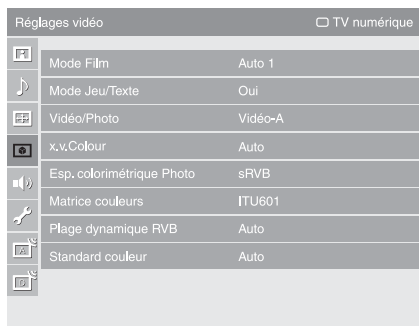 Réglages vidéo TV numérique
Mode Film Auto 1
Mode Jeu/Texte Oui
Vidéo/Photo Vidéo-A
x.v.Colour Auto
Esp. colorimétrique Photo sRVB
Matrice couleurs ITU601
Plage dynamique RVB Auto
Standard couleur Auto
A